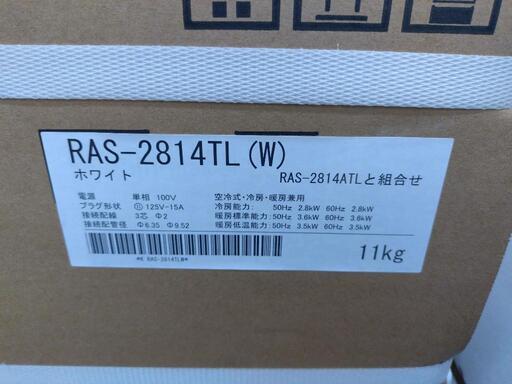 RAS-2814TL(W)
ホワイト
RAS-2814ATLと組合せ
電源 単相 100V
プラグ形状 125V-15A
接続配線 3芯 Φ2
接続配管径 Φ6.35 Φ9.52
空冷式・冷房・暖房兼用
冷房能力: 50Hz 2.8kW 60Hz 2.8kW
暖房標準能力:50Hz 3.6kW 60Hz 3.6kW
暖房低温能力:50Hz 3.5kW 60Hz 3.5kW
*K RAS-2814TLW*
11kg